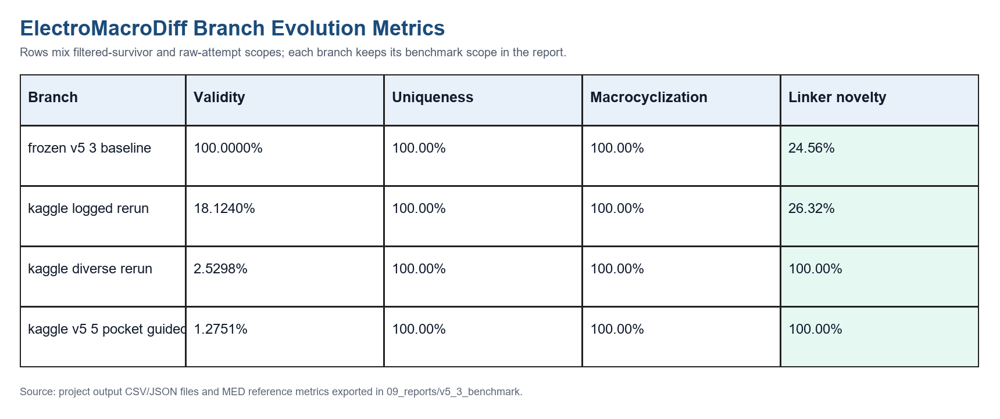 ElectroMacroDiff Branch Evolution Metrics
Rows mix filtered-survivor and raw-attempt scopes; each branch keeps its benchmark scope in the report.
Branch Validity Uniqueness Macrocyclization Linker novelty
frozen v5 3 baseline 100.0000% 100.00% 100.00% 24.56%
kaggle logged rerun 18.1240% 100.00% 100.00% 26.32%
kaggle diverse rerun 2.5298% 100.00% 100.00% 100.00%
kaggle v5 5 pocket guided 1.2751% 100.00% 100.00% 100.00%
Source: project output CSV/JSON files and MED reference metrics exported in 09_reports/v5_3_benchmark.